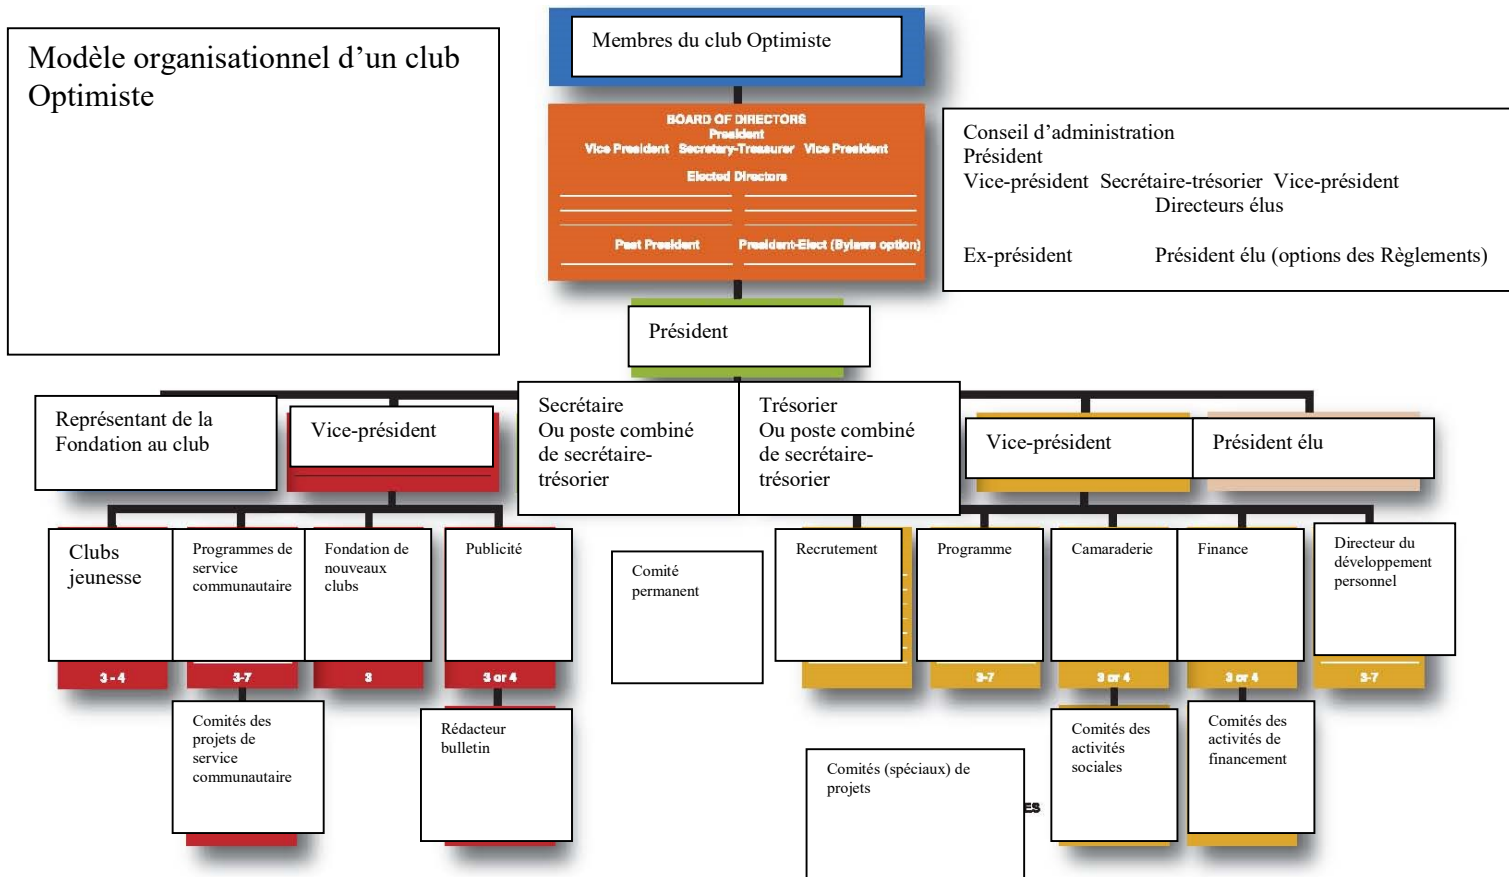 Modèle organisationnel d’un club
Optimiste
Membres du club Optimiste
BOARD OF DIRECTORS
President
Vice President Secretary-Treasurer Vice President
Elected Directors
Past President President-Elect (Bylaws option)
Conseil d’administration
Président
Vice-président Secrétaire-trésorier Vice-président
Directeurs élus
Ex-président Président élu (options des Règlements)
Président
Représentant de la
Fondation au club
Vice-président
Secrétaire
Ou poste combiné
de secrétaire-
trésorier
Trésorier
Ou poste combiné
de secrétaire-
trésorier
Vice-président
Président élu
Clubs
jeunesse
3 - 4
Programmes de
service
communautaire
3-7
Fondation de
nouveaux
clubs
3
Publicité
3 or 4
Comité
permanent
Recrutement
Programme
3-7
Camaraderie
3 or 4
Finance
3 or 4
Directeur du
développement
personnel
3-7
Comités des
projets de
service
communautaire
Rédacteur
bulletin
Comités (spéciaux) de
projets
ES
Comités des
activités
sociales
Comités des
activités de
financement